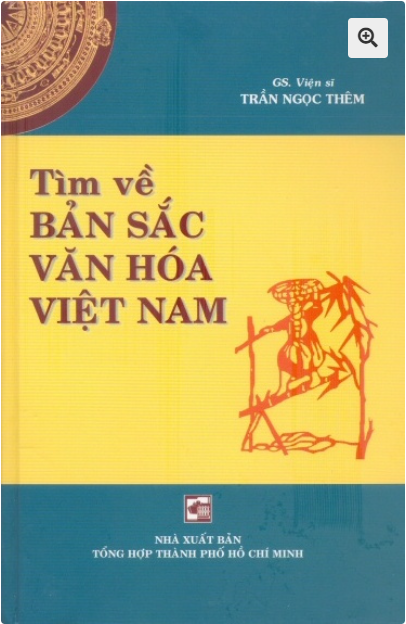 GS. Viện sĩ
TRẦN NGỌC THÊM
Tìm về
BẢN SẮC
VĂN HÓA
VIỆT NAM
NHÀ XUẤT BẢN
TỔNG HỢP THÀNH PHỐ HỒ CHÍ MINH